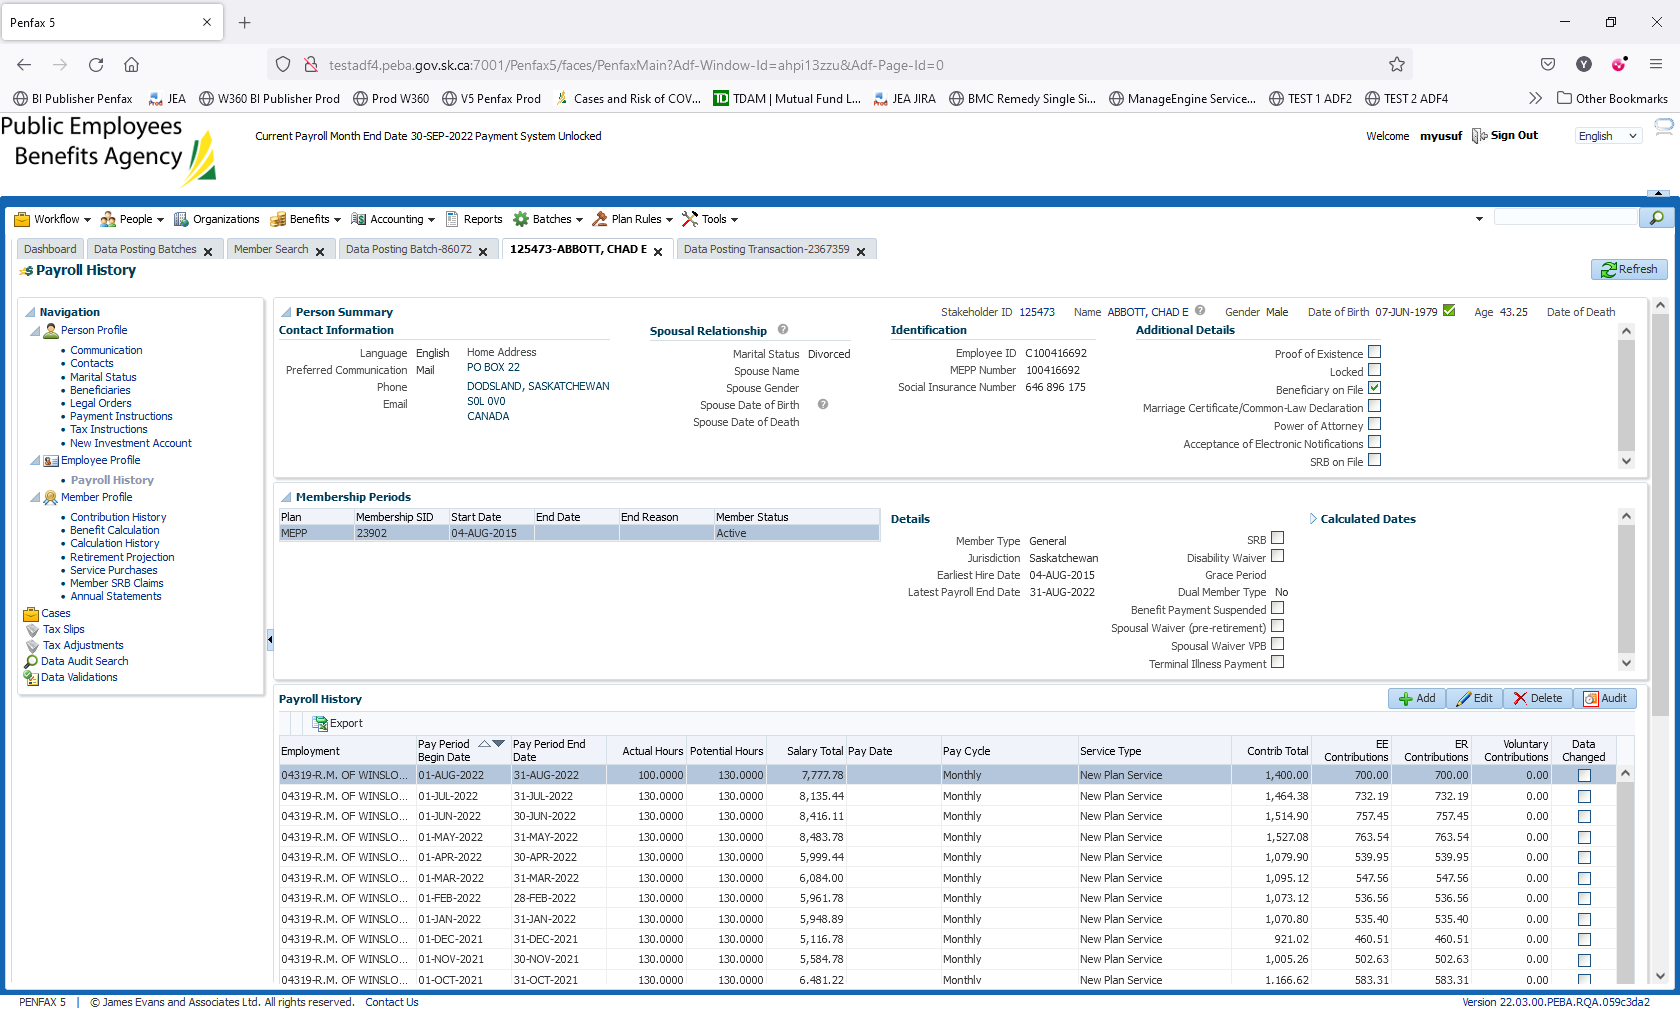 Penfax 5
testadf4.peba.gov.sk.ca:7001/Penfax5/faces/PenfaxMain?Adf-Window-Id=ahpi13zzu&Adf-Page-Id=0
BI Publisher Penfax JEA W360 BI Publisher Prod Prod W360 V5 Penfax Prod Cases and Risk of COV... TDAM | Mutual Fund L... JEA JIRA BMC Remedy Single Si... ManageEngine Service... TEST 1 ADF2 TEST 2 ADF4 Other Bookmarks
Public Employees
Benefits Agency
Current Payroll Month End Date 30-SEP-2022 Payment System Unlocked
Welcome myusuf Sign Out English
Workflow People Organizations Benefits Accounting Reports Batches Plan Rules Tools
Dashboard Data Posting Batches Member Search Data Posting Batch-86072 125473-ABBOTT, CHAD E Data Posting Transaction-2367359
Payroll History
Refresh
Navigation
Person Profile
Communication
Contacts
Marital Status
Beneficiaries
Legal Orders
Payment Instructions
Tax Instructions
New Investment Account
Employee Profile
Payroll History
Member Profile
Contribution History
Benefit Calculation
Calculation History
Retirement Projection
Service Purchases
Member SRB Claims
Annual Statements
Cases
Tax Slips
Tax Adjustments
Data Audit Search
Data Validations
Person Summary
Stakeholder ID 125473 Name ABBOTT, CHAD E Gender Male Date of Birth 07-JUN-1979 Age 43.25 Date of Death
Contact Information
Language English
Preferred Communication Mail
Phone
Email
Home Address
PO BOX 22
DODSLAND, SASKATCHEWAN
S0L 0V0
CANADA
Spousal Relationship
Marital Status Divorced
Spouse Name
Spouse Gender
Spouse Date of Birth
Spouse Date of Death
Identification
Employee ID C100416692
MEPP Number 100416692
Social Insurance Number 646 896 175
Additional Details
Proof of Existence
Locked
Beneficiary on File
Marriage Certificate/Common-Law Declaration
Power of Attorney
Acceptance of Electronic Notifications
SRB on File
Membership Periods
Plan Membership SID Start Date End Date End Reason Member Status
MEPP 23902 04-AUG-2015 Active
Details
Member Type General
Jurisdiction Saskatchewan
Earliest Hire Date 04-AUG-2015
Latest Payroll End Date 31-AUG-2022
SRB
Disability Waiver
Grace Period
Dual Member Type No
Benefit Payment Suspended
Spousal Waiver (pre-retirement)
Spousal Waiver VPB
Terminal Illness Payment
Calculated Dates
Payroll History
Add Edit Delete Audit
Export
Employment Pay Period Begin Date Pay Period End Date Actual Hours Potential Hours Salary Total Pay Date Pay Cycle Service Type Contrib Total EE Contributions ER Contributions Voluntary Contributions Data Changed
04319-R.M. OF WINSLO... 01-AUG-2022 31-AUG-2022 100.0000 130.0000 7,777.78 Monthly New Plan Service 1,400.00 700.00 700.00 0.00
04319-R.M. OF WINSLO... 01-JUL-2022 31-JUL-2022 130.0000 130.0000 8,135.44 Monthly New Plan Service 1,464.38 732.19 732.19 0.00
04319-R.M. OF WINSLO... 01-JUN-2022 30-JUN-2022 130.0000 130.0000 8,416.11 Monthly New Plan Service 1,514.90 757.45 757.45 0.00
04319-R.M. OF WINSLO... 01-MAY-2022 31-MAY-2022 130.0000 130.0000 8,483.78 Monthly New Plan Service 1,527.08 763.54 763.54 0.00
04319-R.M. OF WINSLO... 01-APR-2022 30-APR-2022 130.0000 130.0000 5,999.44 Monthly New Plan Service 1,079.90 539.95 539.95 0.00
04319-R.M. OF WINSLO... 01-MAR-2022 31-MAR-2022 130.0000 130.0000 6,084.00 Monthly New Plan Service 1,095.12 547.56 547.56 0.00
04319-R.M. OF WINSLO... 01-FEB-2022 28-FEB-2022 130.0000 130.0000 5,961.78 Monthly New Plan Service 1,073.12 536.56 536.56 0.00
04319-R.M. OF WINSLO... 01-JAN-2022 31-JAN-2022 130.0000 130.0000 5,948.89 Monthly New Plan Service 1,070.80 535.40 535.40 0.00
04319-R.M. OF WINSLO... 01-DEC-2021 31-DEC-2021 130.0000 130.0000 5,116.78 Monthly New Plan Service 921.02 460.51 460.51 0.00
04319-R.M. OF WINSLO... 01-NOV-2021 30-NOV-2021 130.0000 130.0000 5,584.78 Monthly New Plan Service 1,005.26 502.63 502.63 0.00
04319-R.M. OF WINSLO... 01-OCT-2021 31-OCT-2021 130.0000 130.0000 6,481.22 Monthly New Plan Service 1,166.62 583.31 583.31 0.00
PENFAX 5 | © James Evans and Associates Ltd. All rights reserved. Contact Us
Version 22.03.00.PEBA.RQA.059c3da2